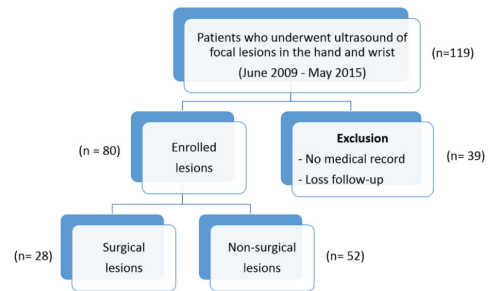 Patients who underwent ultrasound of
focal lesions in the hand and wrist
(June 2009 - May 2015)
(n=119)
(n = 80)
Enrolled
lesions
Exclusion
- No medical record
- Loss follow-up
(n= 39)
(n= 28)
Surgical
lesions
Non-surgical
lesions
(n= 52)